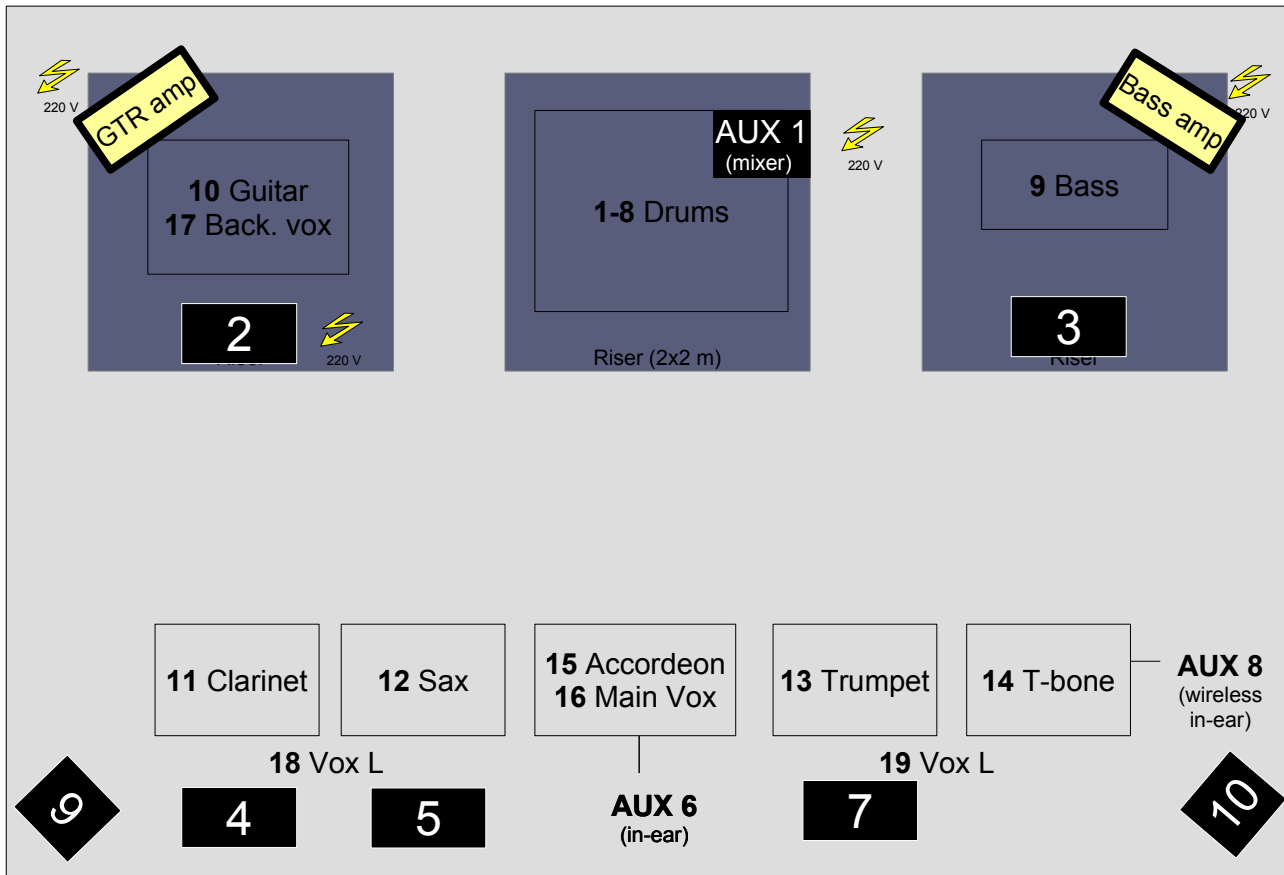 GTR amp
220 V
10 Guitar
17 Back. vox
2
220 V
Riser
AUX 1
(mixer)
220 V
1-8 Drums
Riser (2x2 m)
Bass amp
220 V
9 Bass
3
Riser
11 Clarinet
12 Sax
15 Accordeon
16 Main Vox
13 Trumpet
14 T-bone
AUX 8
(wireless
in-ear)
18 Vox L
19 Vox L
9
4
5
AUX 6
(in-ear)
7
10